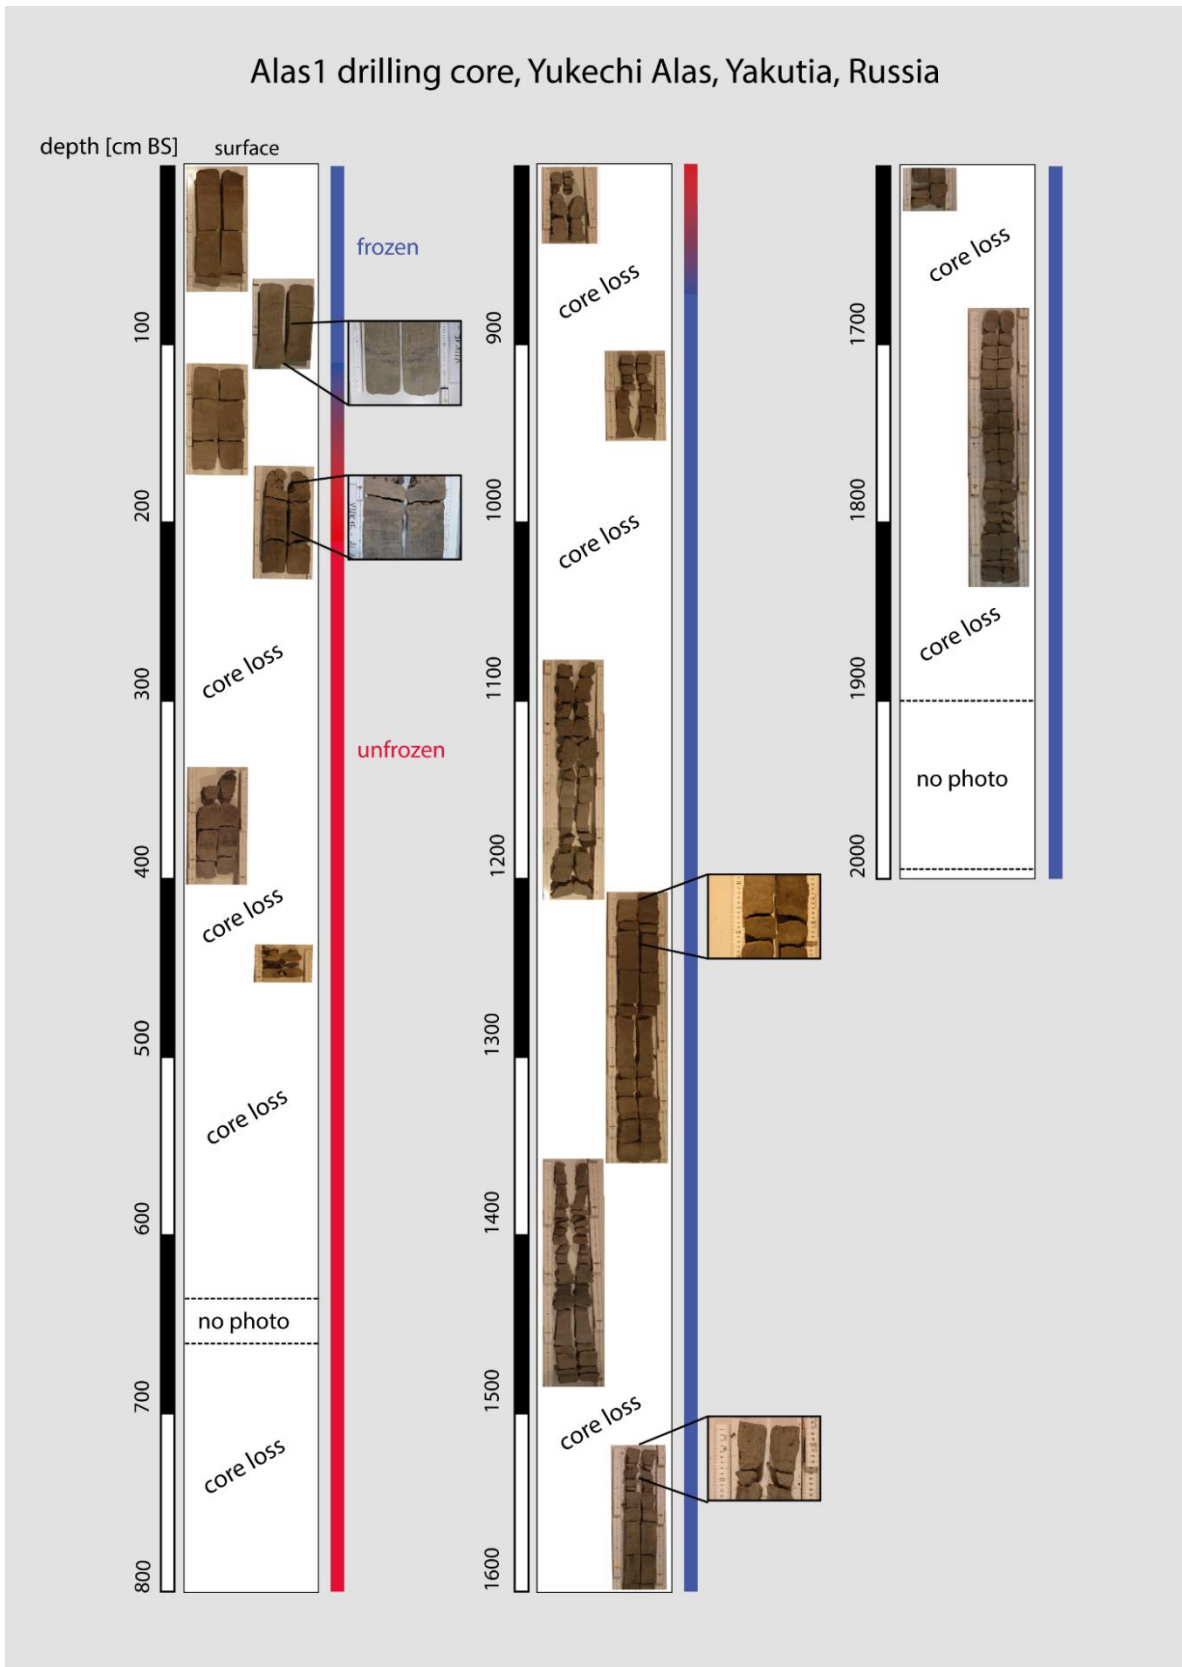 Alas1 drilling core, Yukechi Alas, Yakutia, Russia
depth [cm BS]
surface
frozen
100
200
core loss
300
unfrozen
400
core loss
500
core loss
600
no photo
700
core loss
800
core loss
900
1000
core loss
1100
1200
1300
1400
1500
core loss
1600
core loss
1700
1800
core loss
1900
no photo
2000